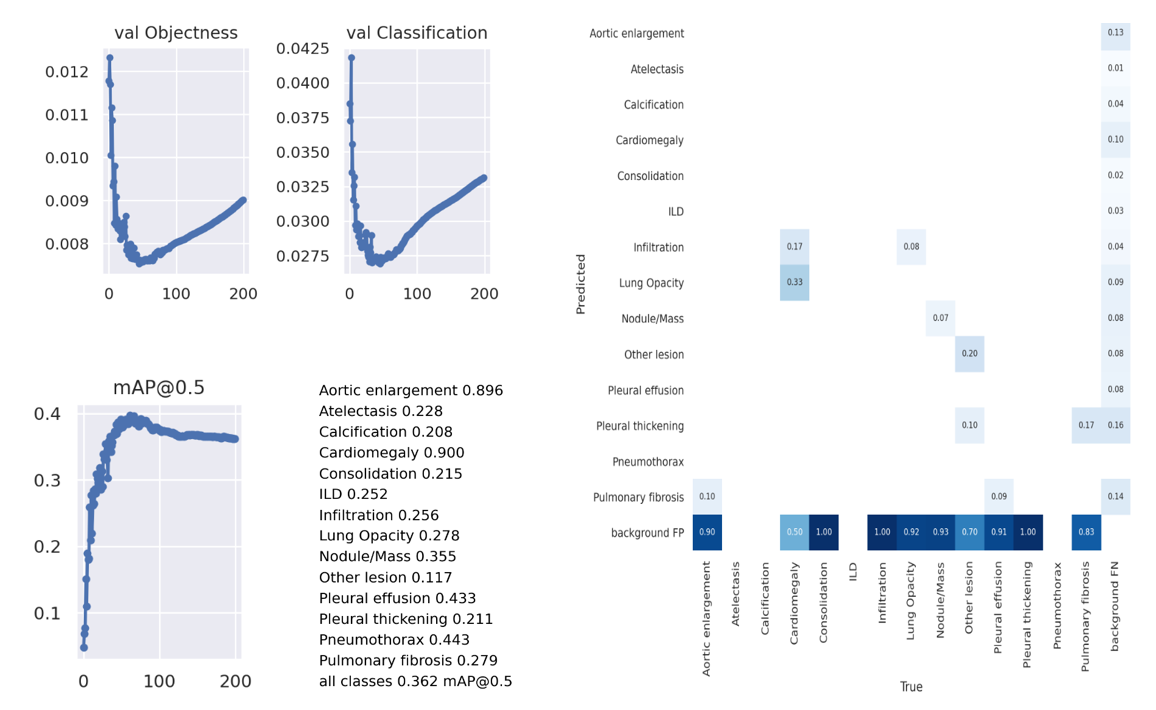 val Objectness
0.012
0.011
0.010
0.009
0.008
0 100 200
val Classification
0.0425
0.0400
0.0375
0.0350
0.0325
0.0300
0.0275
0 100 200
mAP@0.5
0.4
0.3
0.2
0.1
0 100 200
Aortic enlargement 0.896
Atelectasis 0.228
Calcification 0.208
Cardiomegaly 0.900
Consolidation 0.215
ILD 0.252
Infiltration 0.256
Lung Opacity 0.278
Nodule/Mass 0.355
Other lesion 0.117
Pleural effusion 0.433
Pleural thickening 0.211
Pneumothorax 0.443
Pulmonary fibrosis 0.279
all classes 0.362 mAP@0.5
Predicted
Aortic enlargement 0.13
Atelectasis 0.01
Calcification 0.04
Cardiomegaly 0.10
Consolidation 0.02
ILD 0.03
Infiltration 0.17 0.08 0.04
Lung Opacity 0.33 0.09
Nodule/Mass 0.07 0.08
Other lesion 0.20 0.08
Pleural effusion 0.08
Pleural thickening 0.10 0.17 0.16
Pneumothorax
Pulmonary fibrosis 0.10 0.09 0.14
background FP 0.90 0.50 1.00 1.00 0.92 0.93 0.70 0.91 1.00 0.83
Aortic enlargement
Atelectasis
Calcification
Cardiomegaly
Consolidation
ILD
Infiltration
Lung Opacity
Nodule/Mass
Other lesion
Pleural effusion
Pleural thickening
Pneumothorax
Pulmonary fibrosis
background FN
True